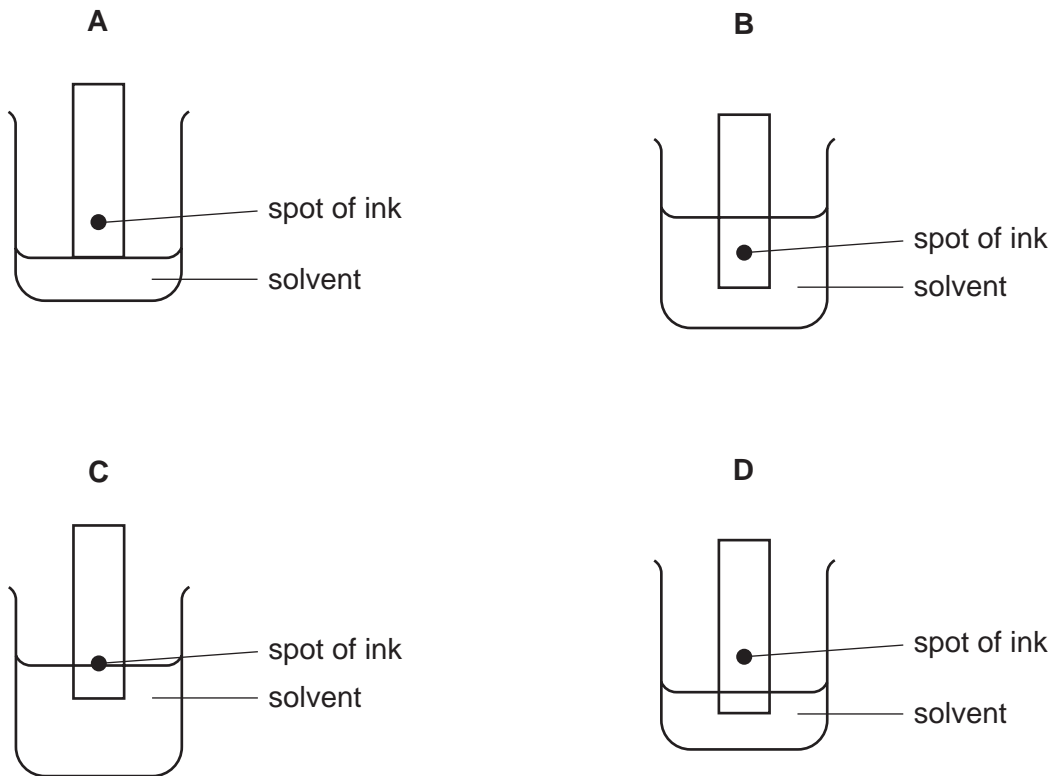 A
spot of ink
solvent
B
spot of ink
solvent
C
spot of ink
solvent
D
spot of ink
solvent